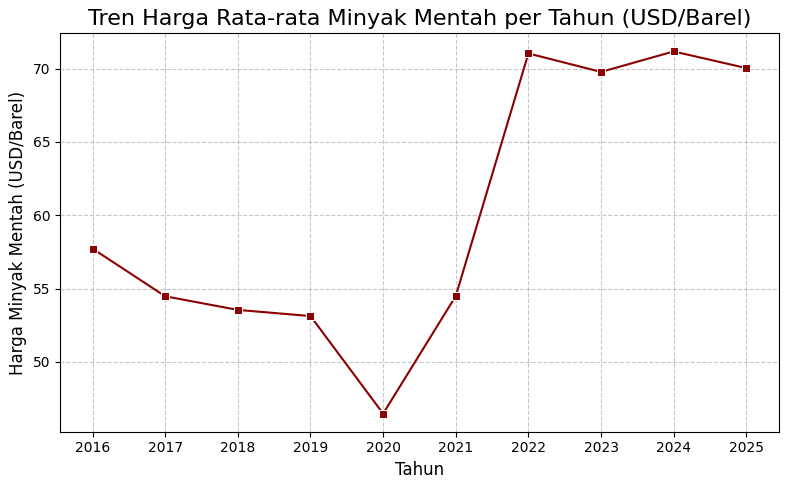 Tren Harga Rata-rata Minyak Mentah per Tahun (USD/Barel)
Harga Minyak Mentah (USD/Barel)
70
65
60
55
50
2016 2017 2018 2019 2020 2021 2022 2023 2024 2025
Tahun